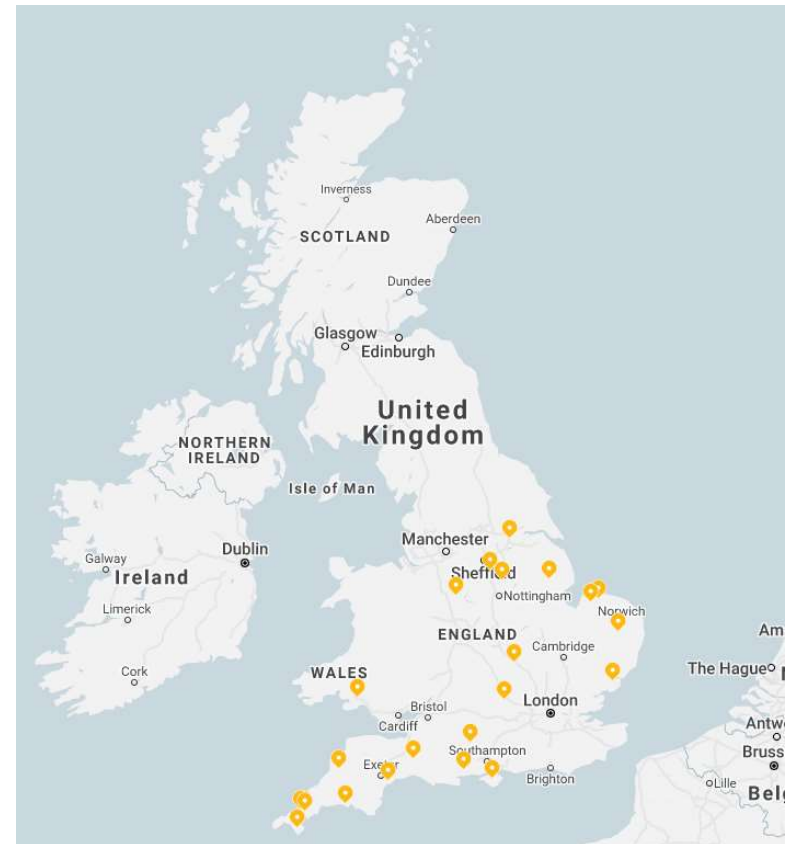 Inverness
Aberdeen
SCOTLAND
Dundee
Glasgow
Edinburgh
United
Kingdom
NORTHERN
IRELAND
Isle of Man
Manchester
Dublin
Galway
Ireland
Sheffield
Nottingham
Norwich
Limerick
ENGLAND
Cambridge
Am
The Hague
Cork
WALES
London
Bristol
Cardiff
Antw
Bruss
Southampton
Exeter
Brighton
Lille
Bel